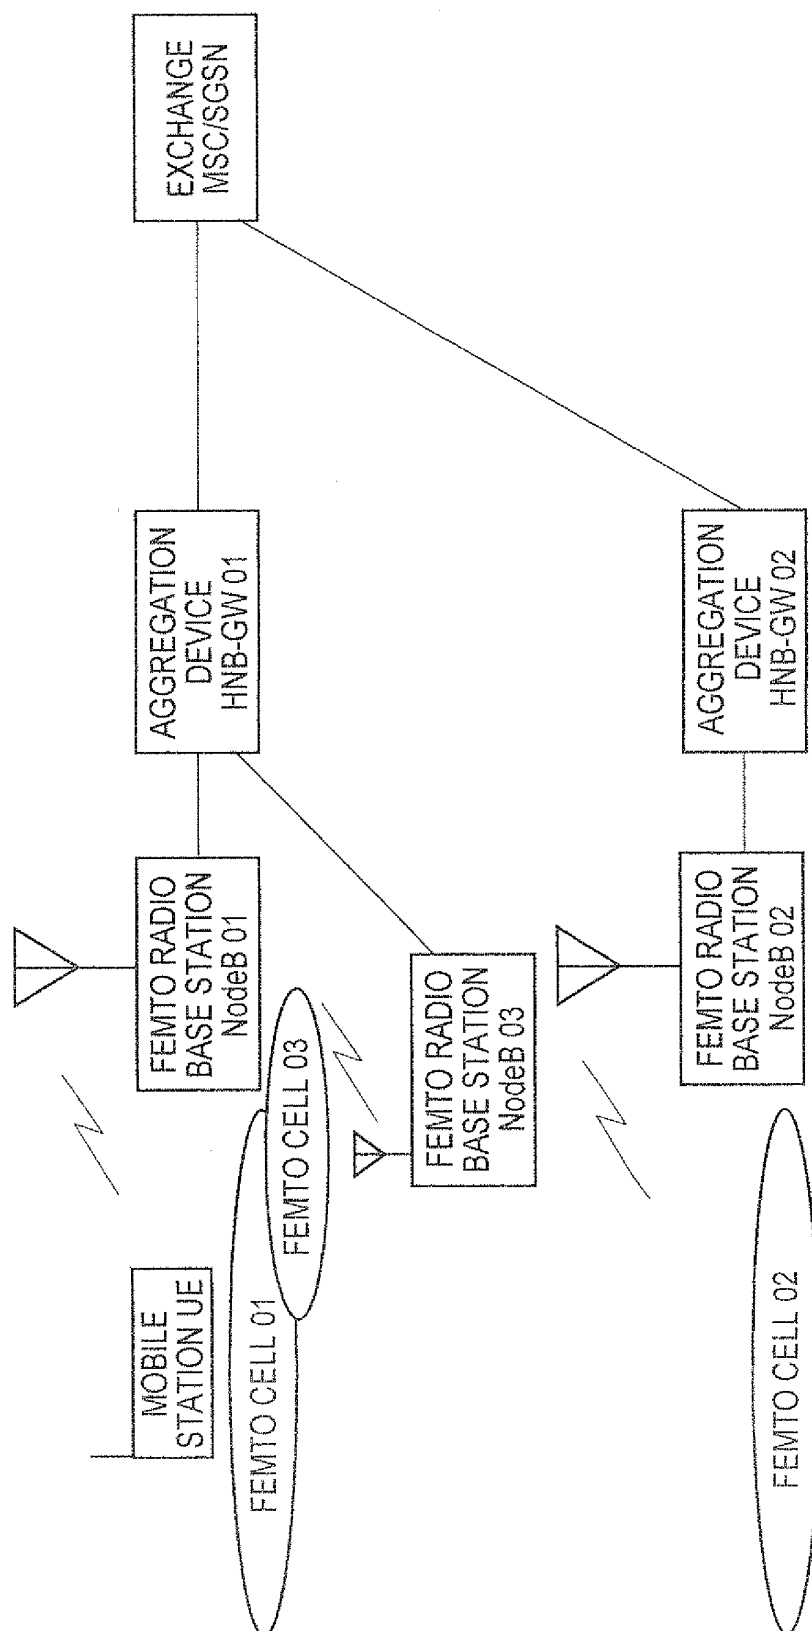 EXCHANGE
MSC/SGSN
AGGREGATION
DEVICE
HNB-GW 01
AGGREGATION
DEVICE
HNB-GW 02
FEMTO RADIO
BASE STATION
NodeB 01
FEMTO RADIO
BASE STATION
NodeB 03
FEMTO RADIO
BASE STATION
NodeB 02
MOBILE
STATION UE
FEMTO CELL 01
FEMTO CELL 03
FEMTO CELL 02